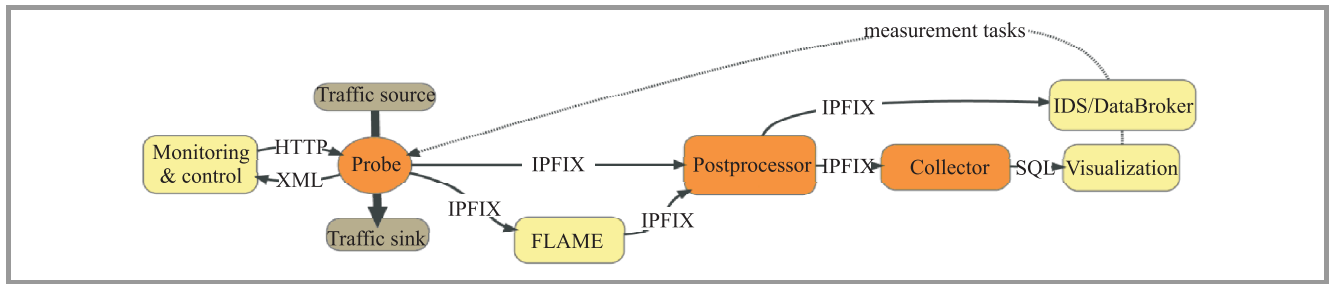 measurement tasks
Traffic source
IPFIX
IDS/DataBroker
Monitoring
& control
HTTP
XML
Probe
IPFIX
Postprocessor
IPFIX
Collector
SQL
Visualization
IPFIX
IPFIX
Traffic sink
FLAME